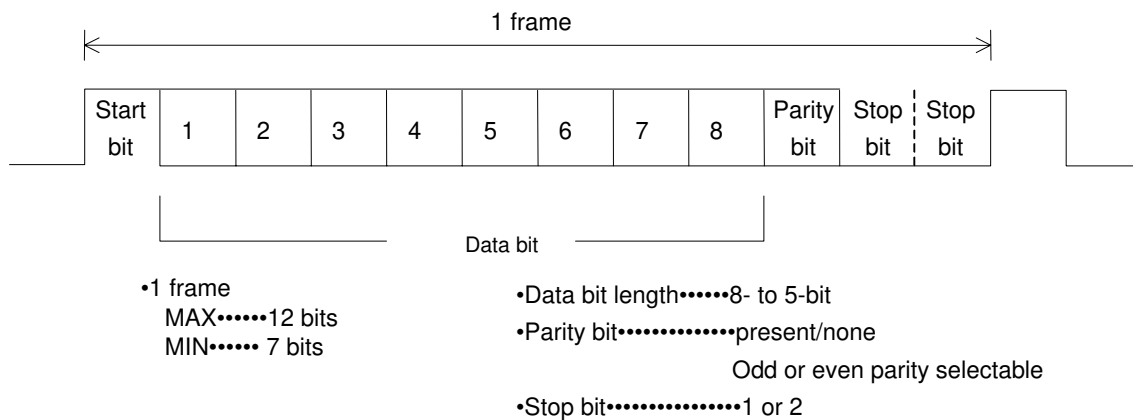 1 frame
Start bit
1
2
3
4
5
6
7
8
Parity bit
Stop bit
Stop bit
Data bit
•1 frame
MAX••••••12 bits
MIN•••••• 7 bits
•Data bit length••••••8- to 5-bit
•Parity bit••••••••••••••present/none
Odd or even parity selectable
•Stop bit••••••••••••••••1 or 2